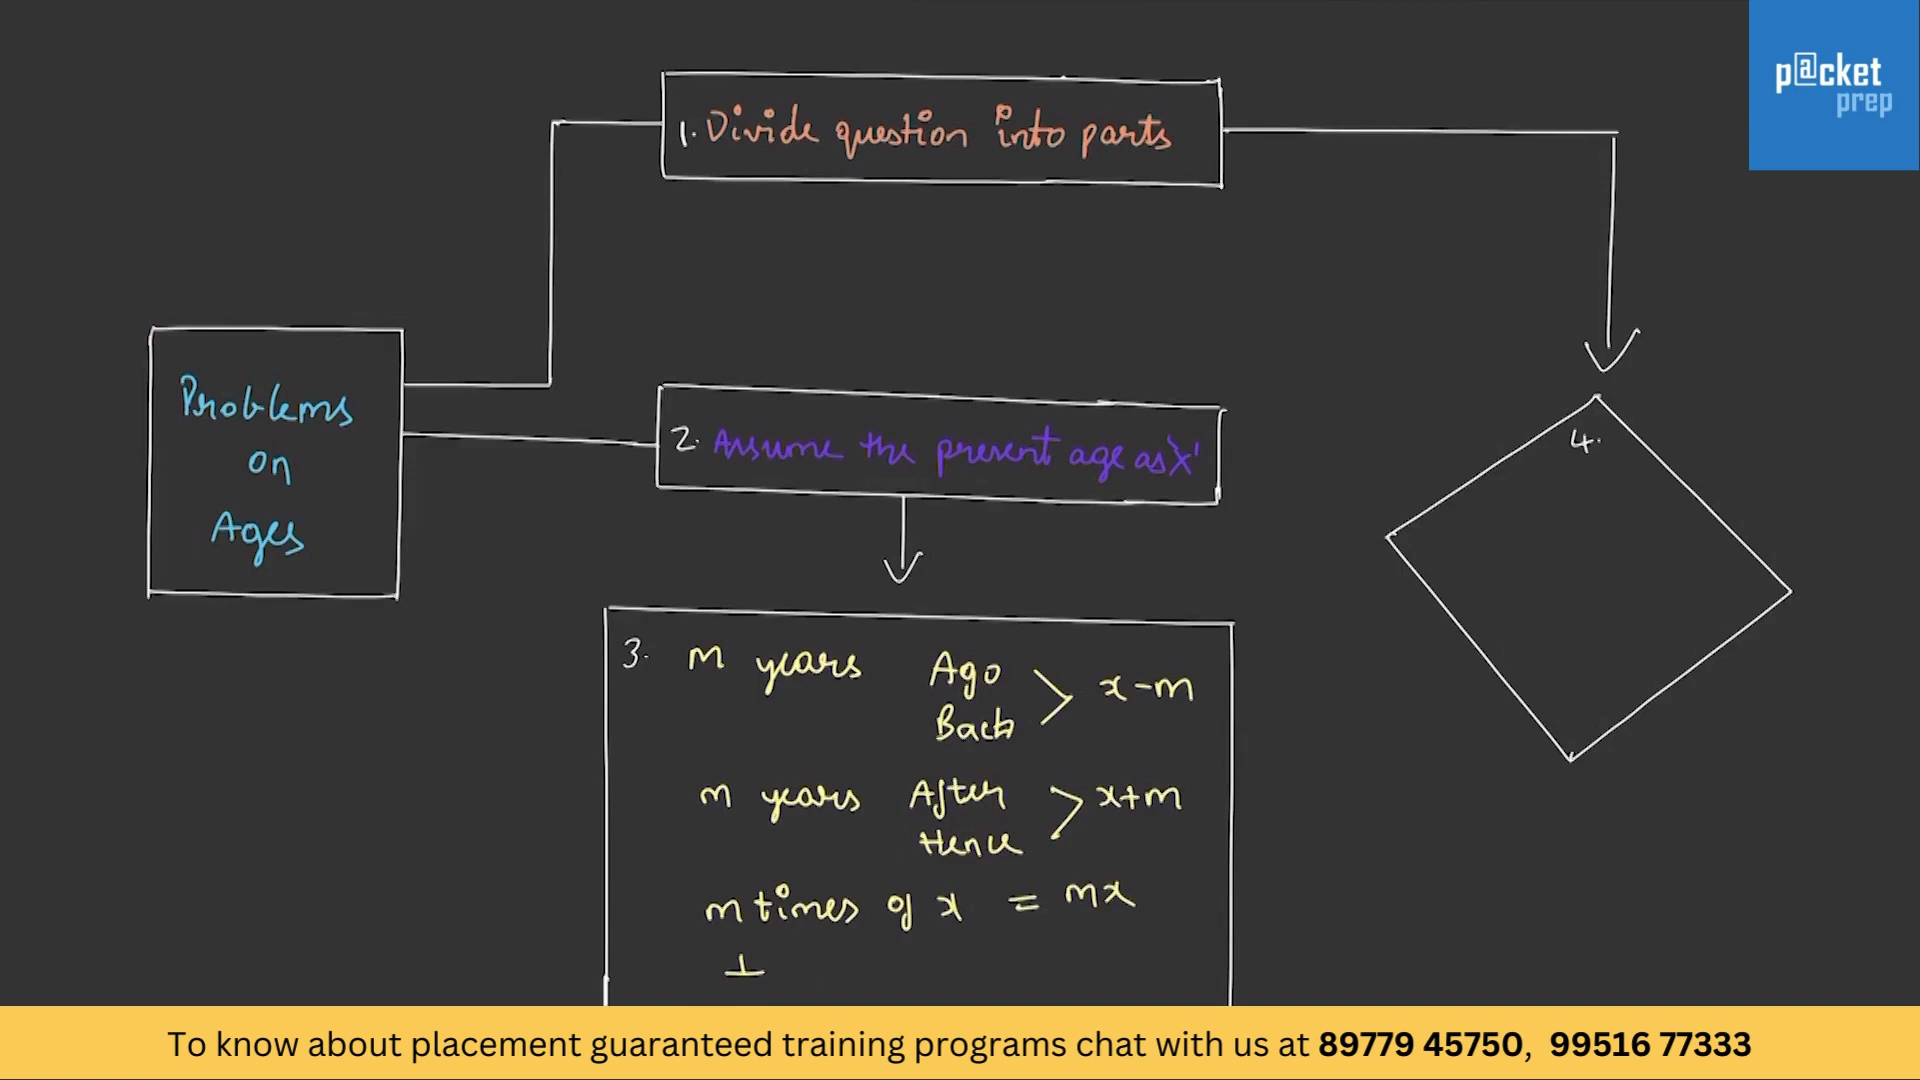 p@cket
prep
1. Divide question into parts
Problems
on
Ages
2. Assume the present age as 'x'
4.
3. m years Ago
Back
x-m
m years After
Hence
x+m
m times of x = mx
1
To know about placement guaranteed training programs chat with us at 89779 45750, 99516 77333